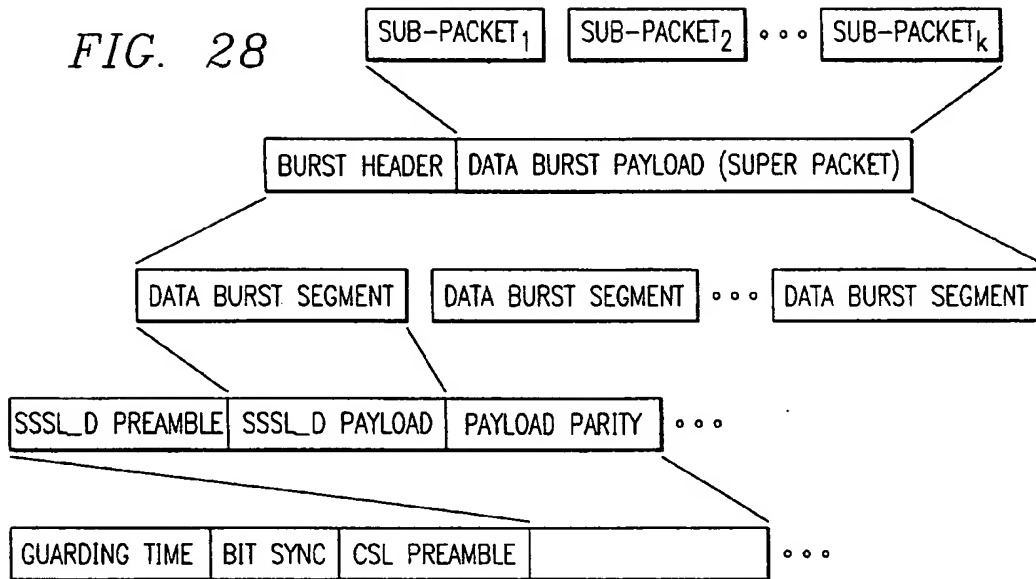 FIG. 28
SUB-PACKET1 SUB-PACKET2 ∘∘∘ SUB-PACKETk
BURST HEADER DATA BURST PAYLOAD (SUPER PACKET)
DATA BURST SEGMENT DATA BURST SEGMENT ∘∘∘ DATA BURST SEGMENT
SSSL_D PREAMBLE SSSL_D PAYLOAD PAYLOAD PARITY ∘∘∘
GUARDING TIME BIT SYNC CSL PREAMBLE ∘∘∘